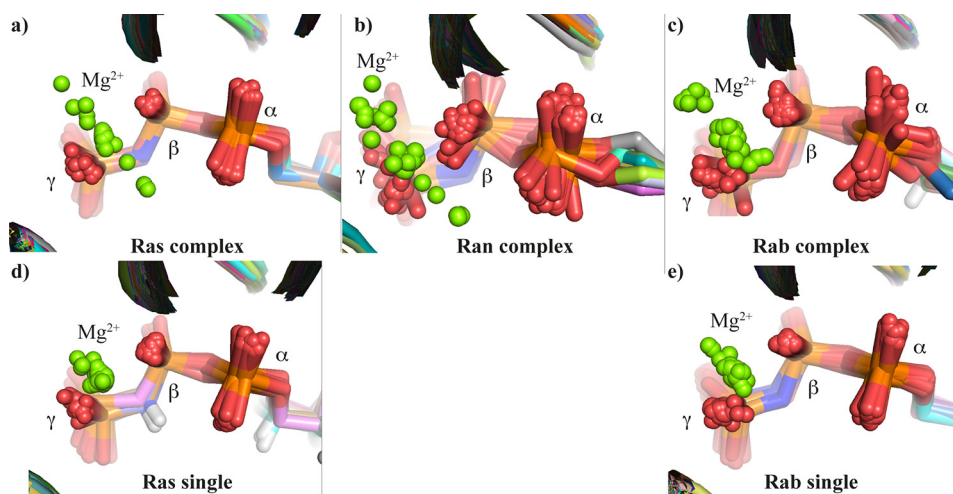 a)
Mg2+
α
β
γ
Ras complex
b)
Mg2+
α
β
γ
Ran complex
c)
Mg2+
α
β
γ
Rab complex
d)
Mg2+
α
β
γ
Ras single
e)
Mg2+
α
β
γ
Rab single